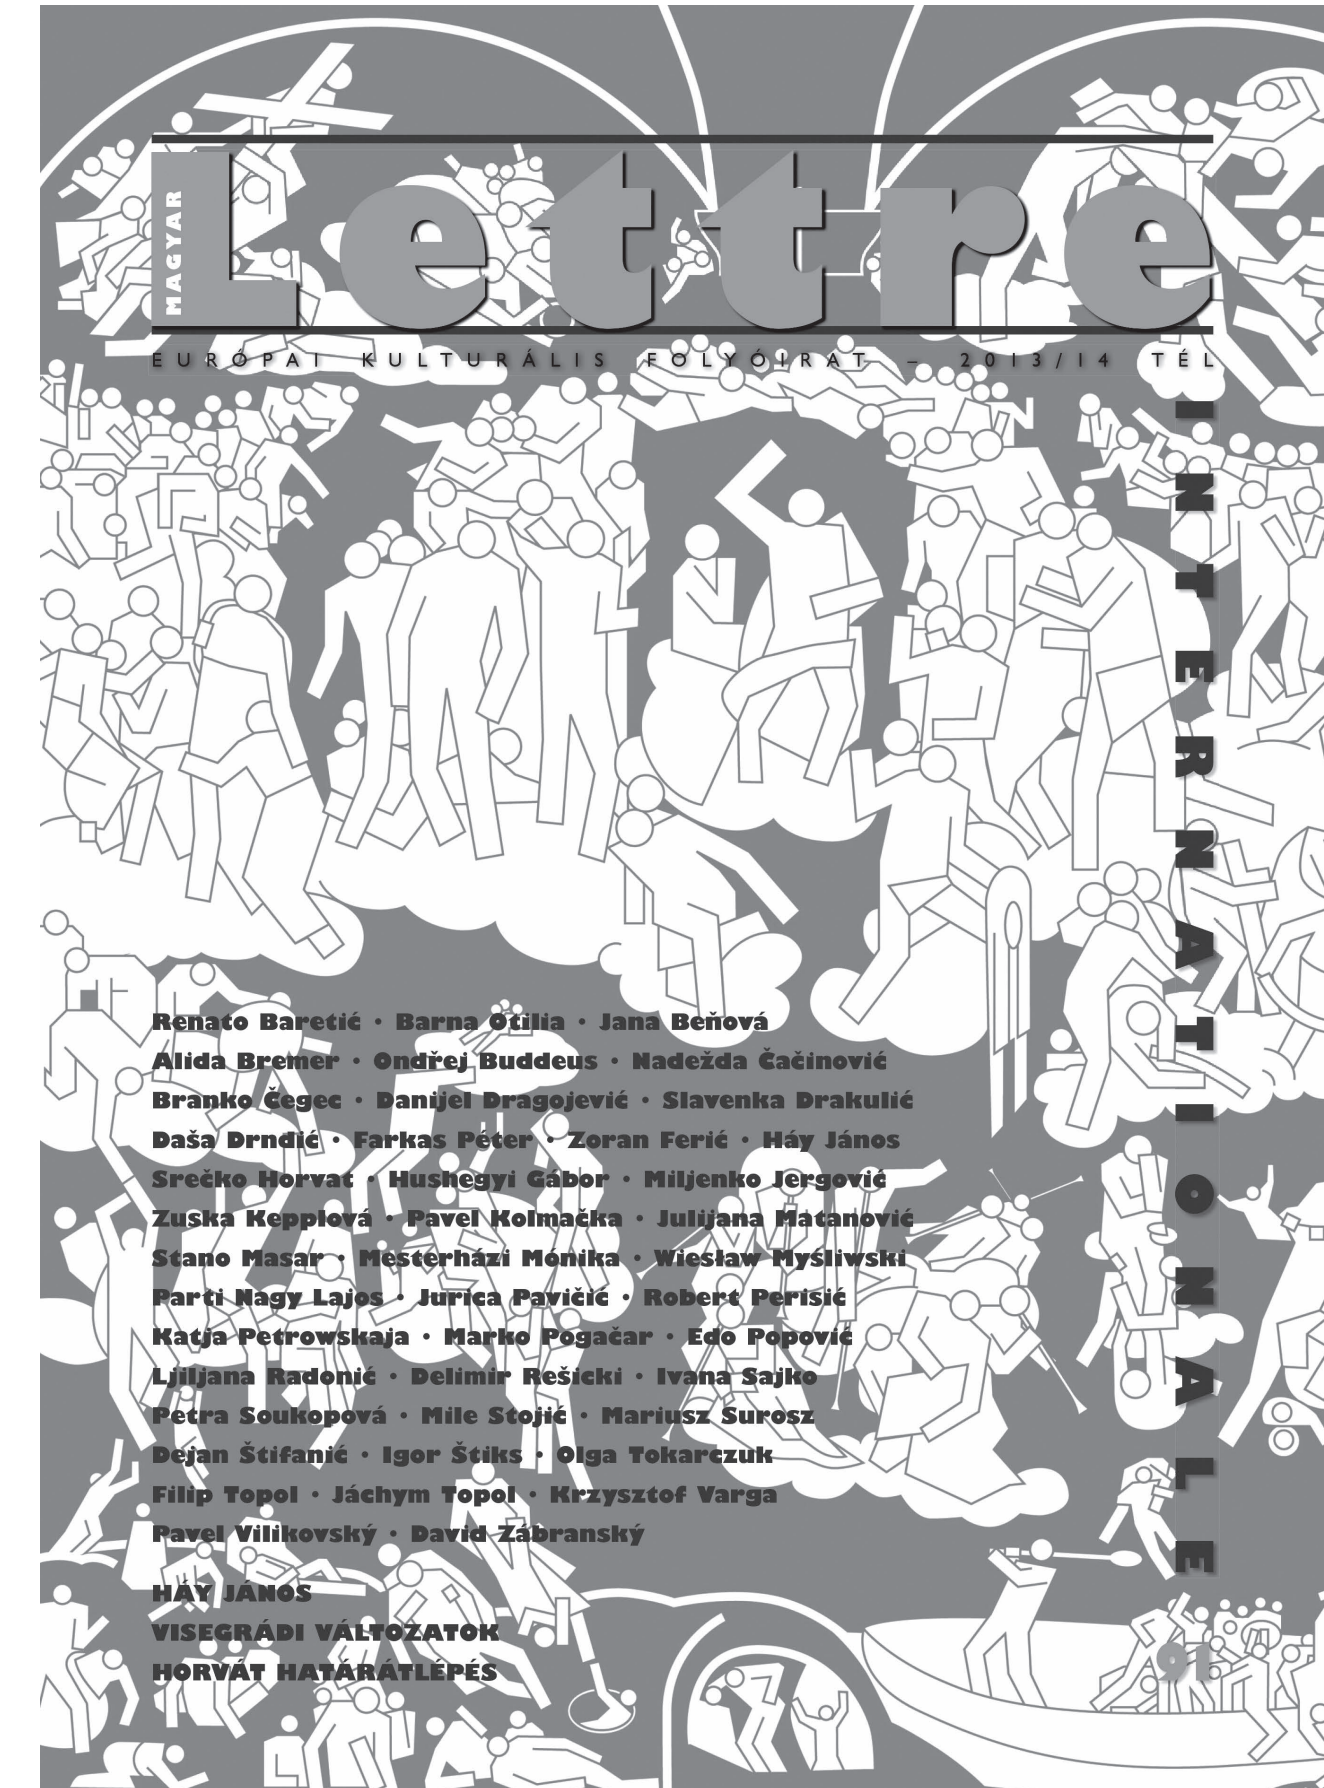 MAGYAR
Lettre
EURÓPAI KULTURÁLIS FOLYÓIRAT – 2013/14 TÉL
INTERNATIONALE
Renato Baretić • Barna Otilia • Jana Beňová
Alida Bremer • Ondřej Buddeus • Nadežda Čačinović
Branko Čegec • Danijel Dragojević • Slavenka Drakulić
Daša Drndić • Farkas Péter • Zoran Ferić • Háy János
Srečko Horvat • Hushegyi Gábor • Miljenko Jergović
Zuska Kepplová • Pavel Kolmačka • Julijana Matanović
Stano Masar • Mesterházi Mónika • Wiesław Myśliwski
Parti Nagy Lajos • Jurica Pavičić • Robert Perisić
Katja Petrowskaja • Marko Pogačar • Edo Popović
Ljiljana Radonić • Delimir Rešicki • Ivana Sajko
Petra Soukopová • Mile Stojić • Mariusz Surosz
Dejan Štifanić • Igor Štiks • Olga Tokarczuk
Filip Topol • Jáchym Topol • Krzysztof Varga
Pavel Vilikovský • David Zábranský
HÁY JÁNOS
VISEGRÁDI VÁLTOZATOK
HORVÁT HATÁRÁTLÉPÉS
91